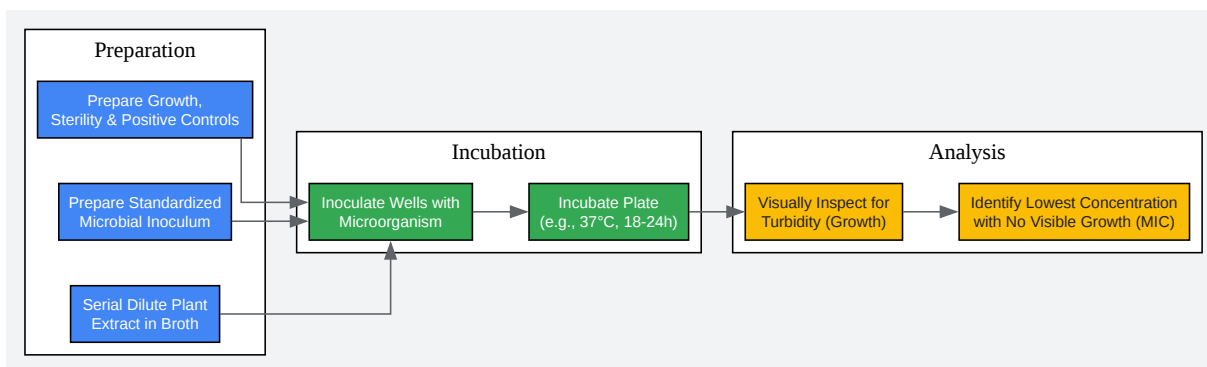 Preparation
Prepare Growth,
Sterility & Positive Controls
Prepare Standardized
Microbial Inoculum
Serial Dilute Plant
Extract in Broth
Incubation
Inoculate Wells with
Microorganism
Incubate Plate
(e.g., 37°C, 18-24h)
Analysis
Visually Inspect for
Turbidity (Growth)
Identify Lowest Concentration
with No Visible Growth (MIC)